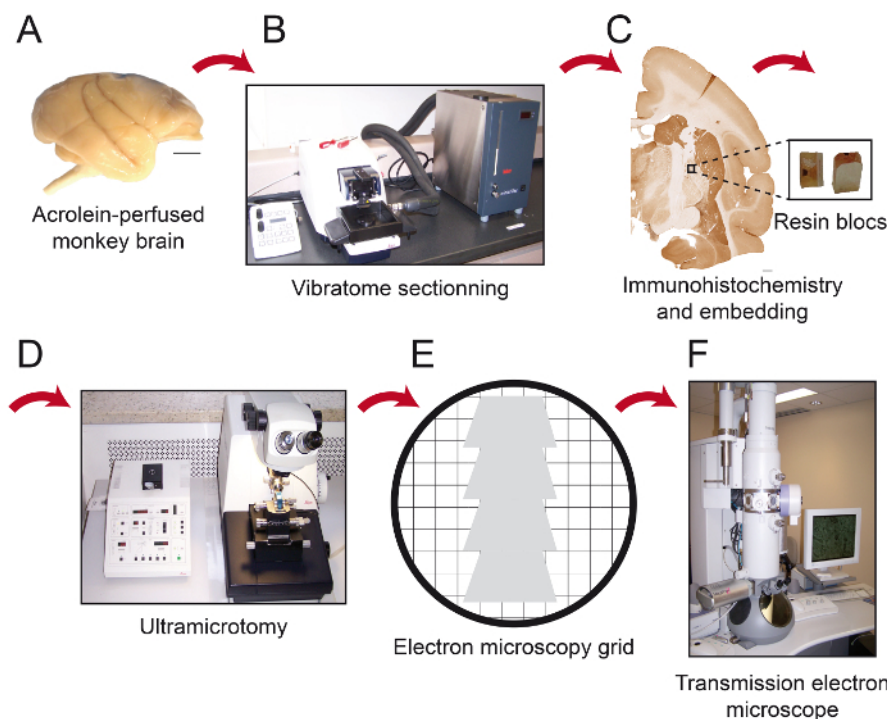 A
B
C
Acrolein-perfused
monkey brain
Vibratome sectionning
Resin blocs
Immunohistochemistry
and embedding
D
E
F
Ultramicrotomy
Electron microscopy grid
Transmission electron
microscope